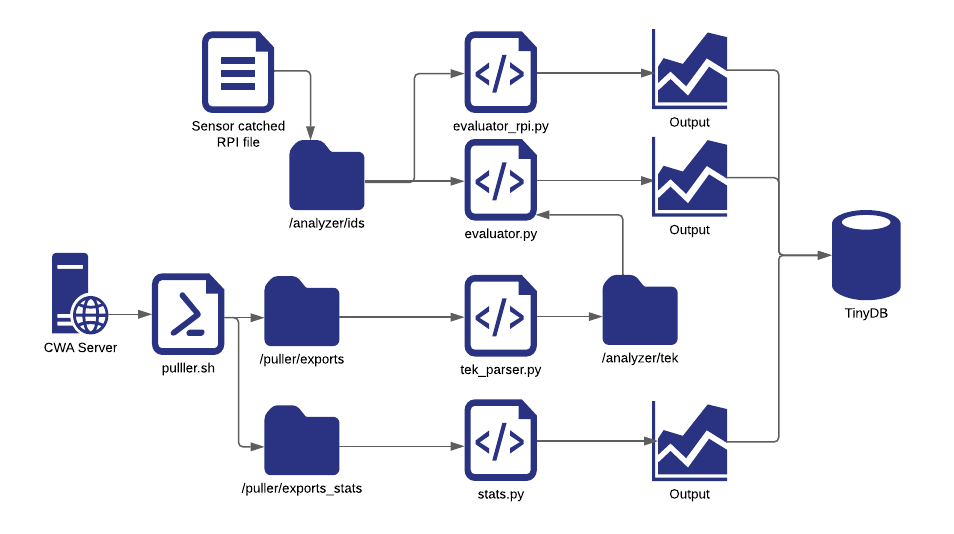 Sensor catched
RPI file
evaluator_rpi.py
Output
/analyzer/ids
evaluator.py
Output
CWA Server
pulller.sh
/puller/exports
tek_parser.py
/analyzer/tek
TinyDB
/puller/exports_stats
stats.py
Output